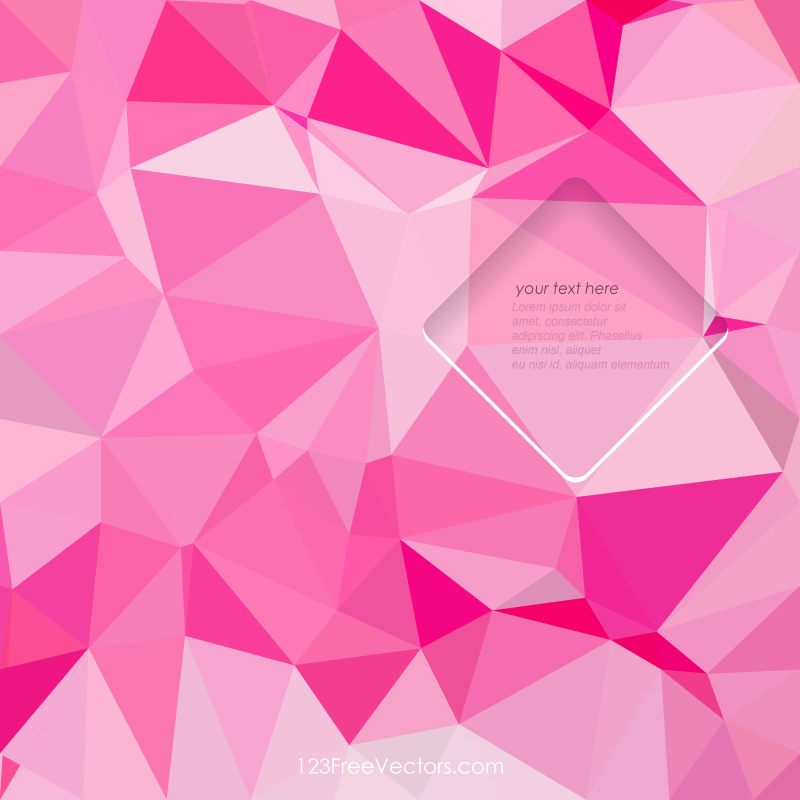 your text here
Lorem ipsum dolor sit
amet, consectetur
adipiscing elit. Phasellus
enim nisi, aliquet
eu nisi id, aliquam elementum.
123FreeVectors.com